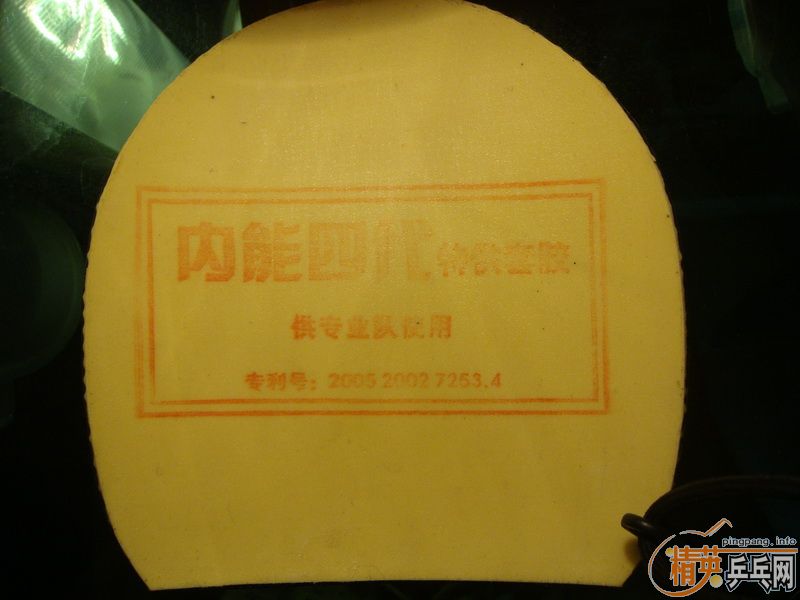 内能四代 特供套胶
供专业队使用
专利号：2005 2002 7253.4
pingpang.info
精英乒乓网